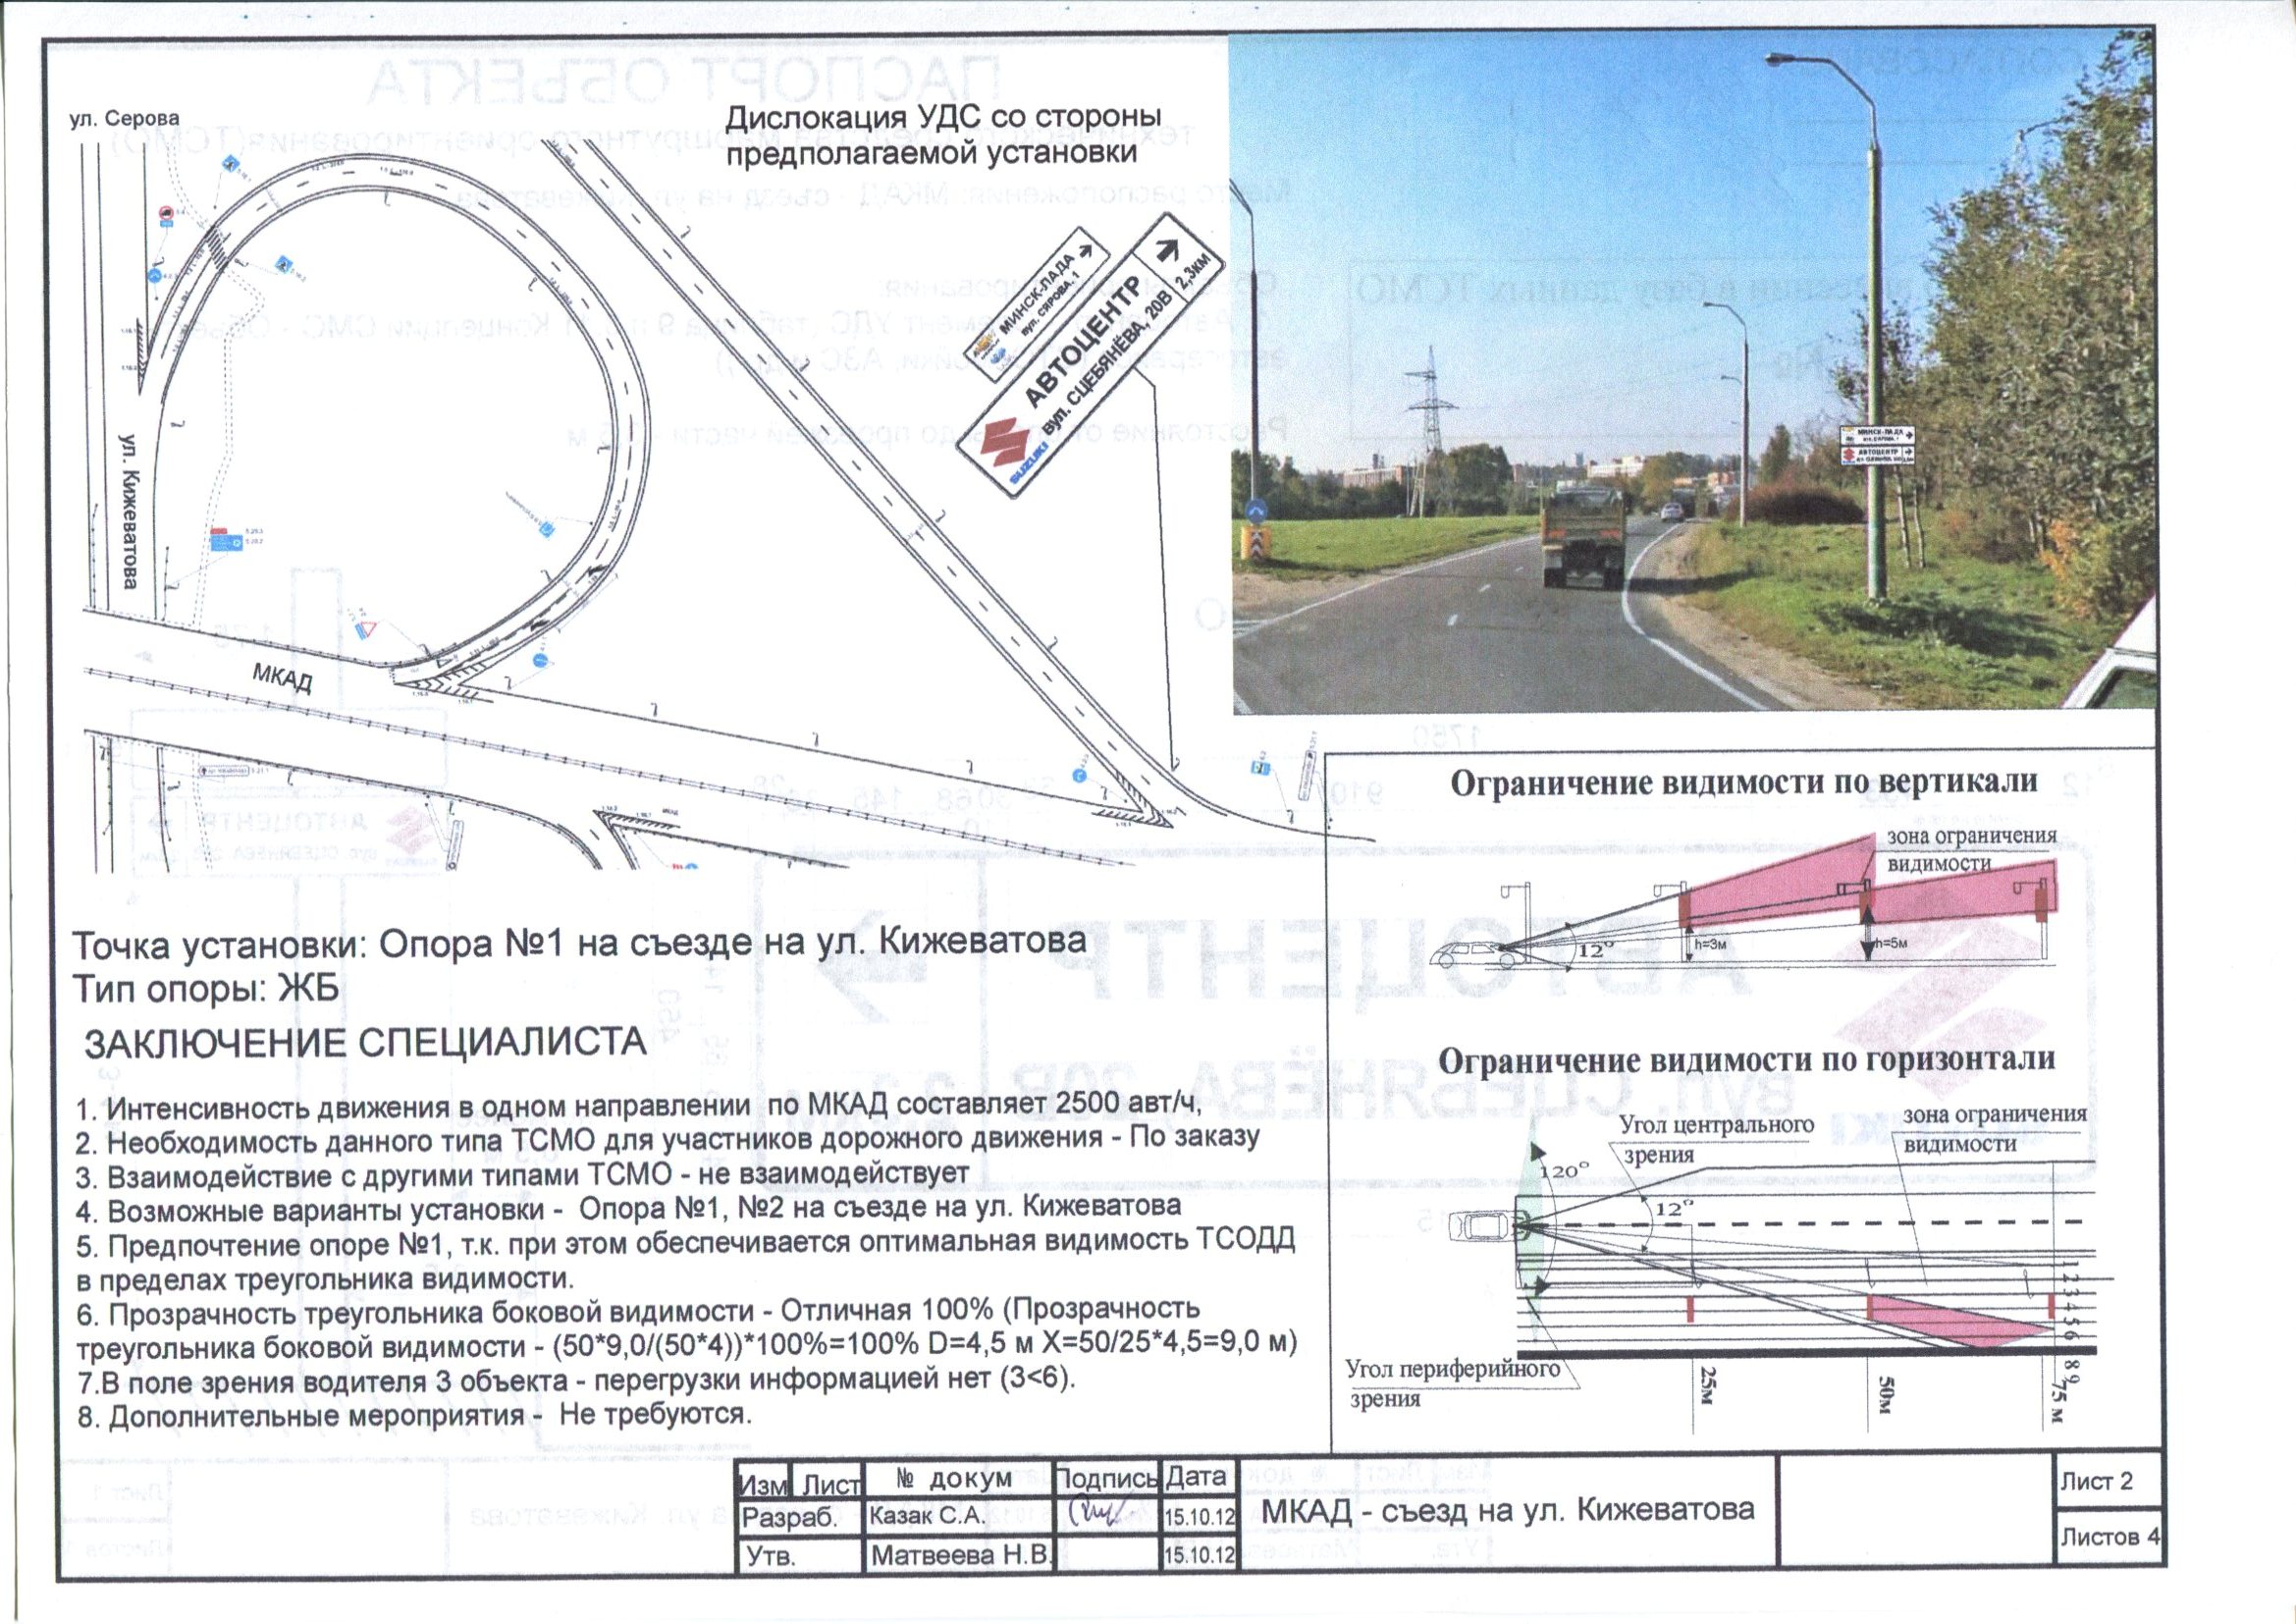 ул. Серова
Дислокация УДС со стороны
предполагаемой установки
МИНСК-ЛАДА
вул. СЯРОВА, 1
АВТОЦЕНТР
вул. СЦЕБЯНЁВА, 20В
2,3КМ
SUZUKI
ул. Кижеватова
МКАД
МИНСК-ЛАДА
АВТОЦЕНТР
Точка установки: Опора №1 на съезде на ул. Кижеватова
Тип опоры: ЖБ
ЗАКЛЮЧЕНИЕ СПЕЦИАЛИСТА
1. Интенсивность движения в одном направлении по МКАД составляет 2500 авт/ч,
2. Необходимость данного типа ТСМО для участников дорожного движения - По заказу
3. Взаимодействие с другими типами ТСМО - не взаимодействует
4. Возможные варианты установки - Опора №1, №2 на съезде на ул. Кижеватова
5. Предпочтение опоре №1, т.к. при этом обеспечивается оптимальная видимость ТСОДД
в пределах треугольника видимости.
6. Прозрачность треугольника боковой видимости - Отличная 100% (Прозрачность
треугольника боковой видимости - (50*9,0/(50*4))*100%=100% D=4,5 м X=50/25*4,5=9,0 м)
7.В поле зрения водителя 3 объекта - перегрузки информацией нет (3<6).
8. Дополнительные мероприятия - Не требуются.
Ограничение видимости по вертикали
зона ограничения
видимости
12°
h=3м
h=5м
Ограничение видимости по горизонтали
Угол центрального
зрения
зона ограничения
видимости
120°
12°
Угол периферийного
зрения
1 2 3 4 5 6 8 9
25м
50м
75 м
Изм Лист № докум Подпись Дата
Разраб. Казак С.А. 15.10.12
Утв. Матвеева Н.В. 15.10.12
МКАД - съезд на ул. Кижеватова
Лист 2
Листов 4